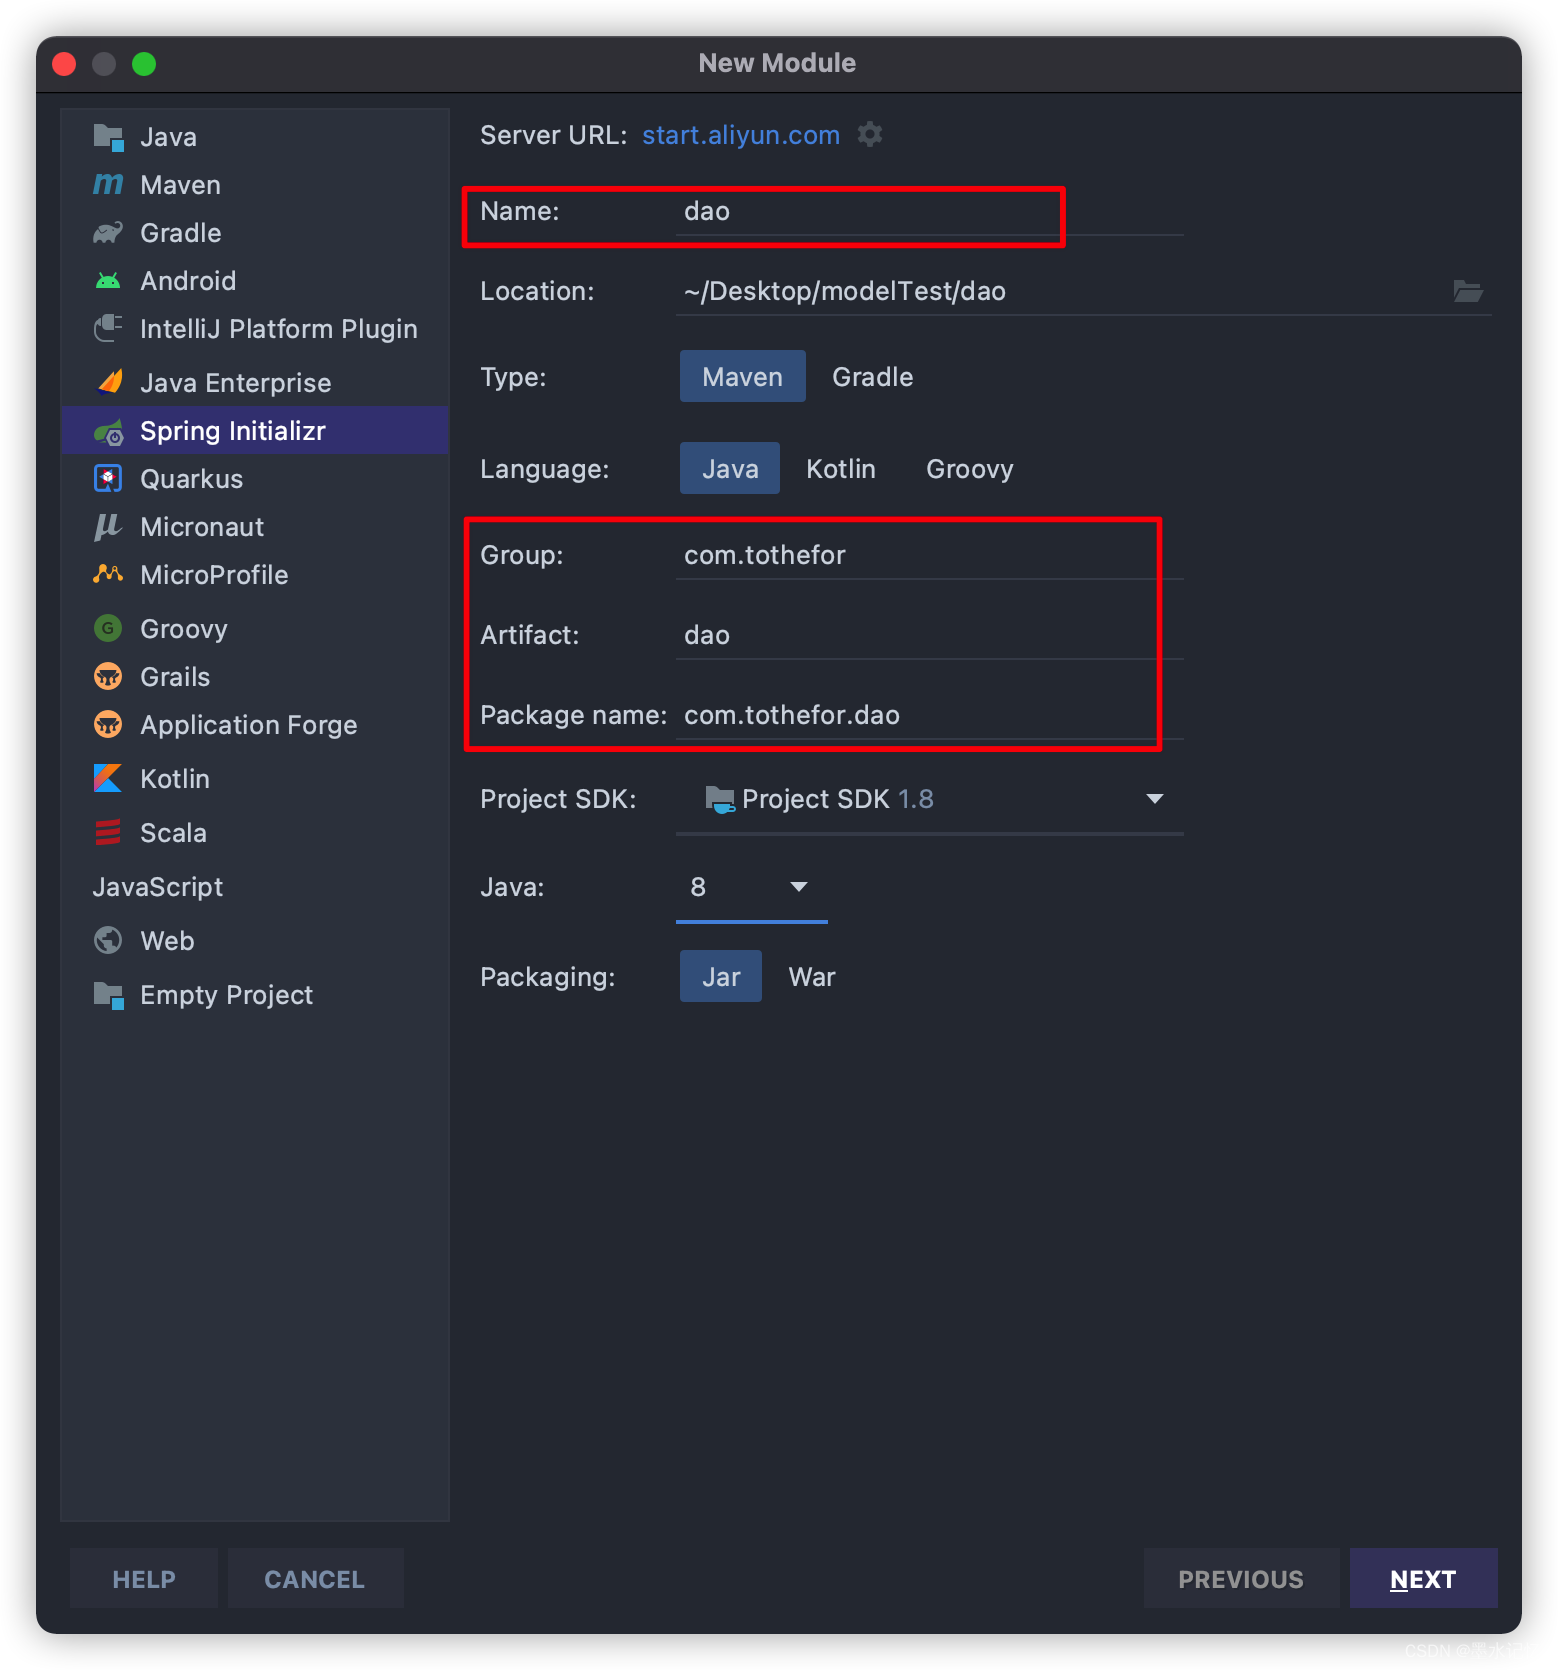 New Module
Java
Maven
Gradle
Android
IntelliJ Platform Plugin
Java Enterprise
Spring Initializr
Quarkus
Micronaut
MicroProfile
Groovy
Grails
Application Forge
Kotlin
Scala
JavaScript
Web
Empty Project
Server URL: start.aliyun.com
Name: dao
Location: ~/Desktop/modelTest/dao
Type: Maven Gradle
Language: Java Kotlin Groovy
Group: com.tothefor
Artifact: dao
Package name: com.tothefor.dao
Project SDK: Project SDK 1.8
Java: 8
Packaging: Jar War
HELP CANCEL PREVIOUS NEXT
CSDN